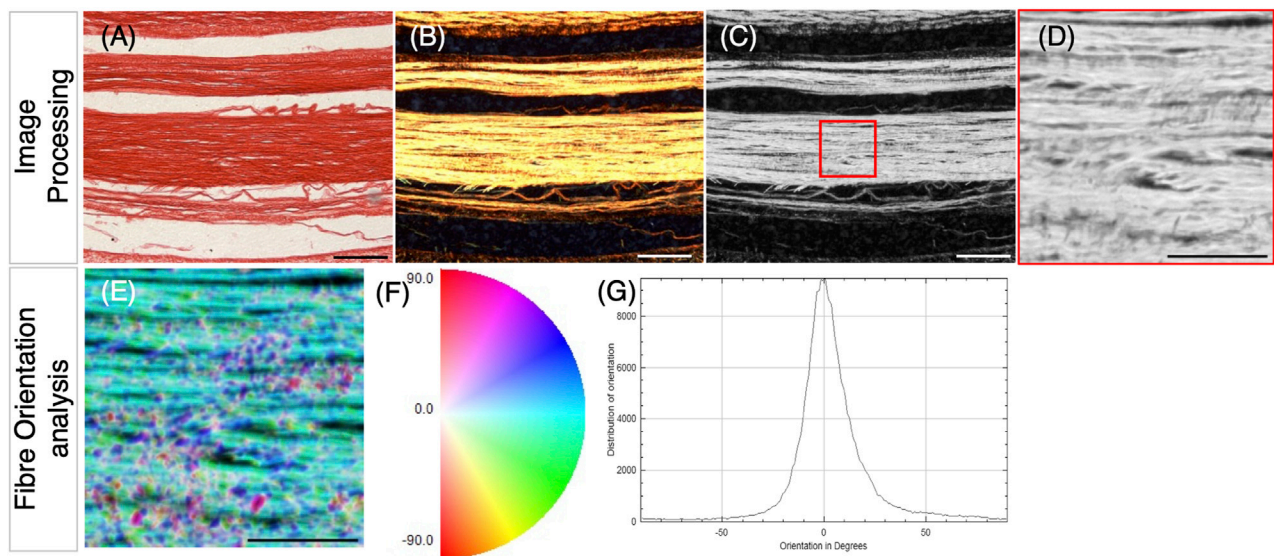 Image
Processing
(A)
(B)
(C)
(D)
Fibre Orientation
analysis
(E)
(F)
90.0
0.0
-90.0
(G)
Distribution of orientation
8000
6000
4000
2000
0
-50
0
50
Orientation in Degrees